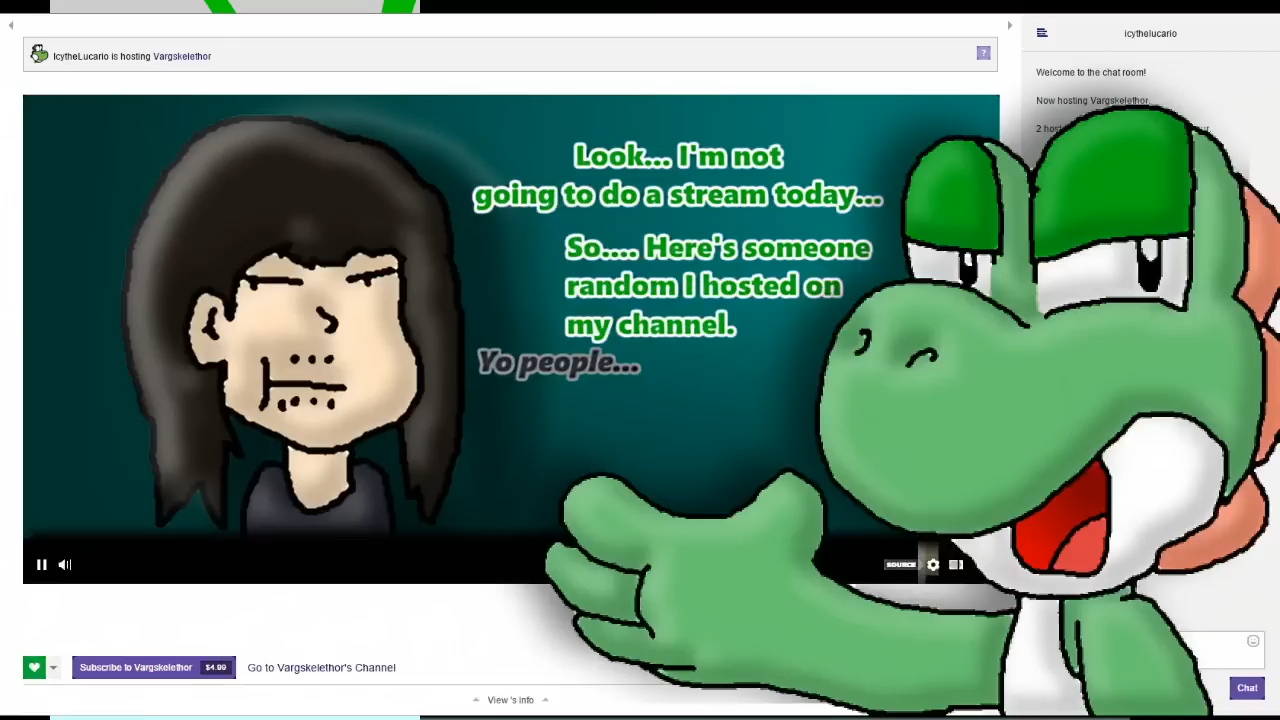 IcytheLucario is hosting Vargskelethor
?
icythelucario
Welcome to the chat room!
Now hosting Vargskelethor.
2 host
Look... I'm not
going to do a stream today...
So.... Here's someone
random I hosted on
my channel.
Yo people...
SOURCE
Subscribe to Vargskelethor $4.99
Go to Vargskelethor's Channel
View 's info
Chat